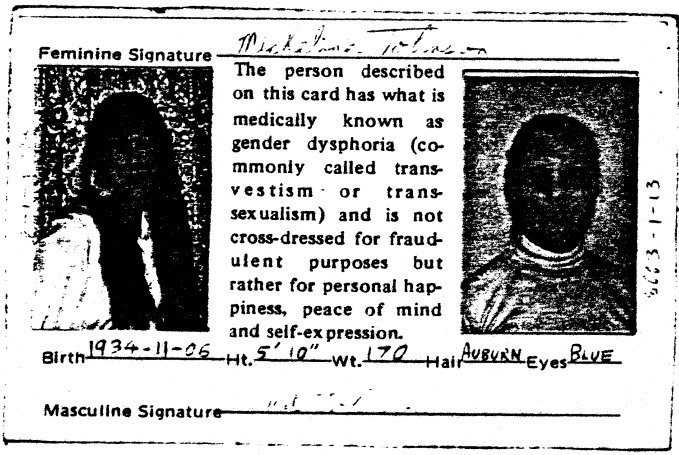 Feminine Signature
The person described
on this card has what is
medically known as
gender dysphoria (co-
mmonly called trans-
vestism or trans-
sexualism) and is not
cross-dressed for fraud-
ulent purposes but
rather for personal hap-
piness, peace of mind
and self-expression.
Birth 1934-11-06 Ht. 5' 10" Wt. 170 Hair AUBURN Eyes BLUE
Masculine Signature